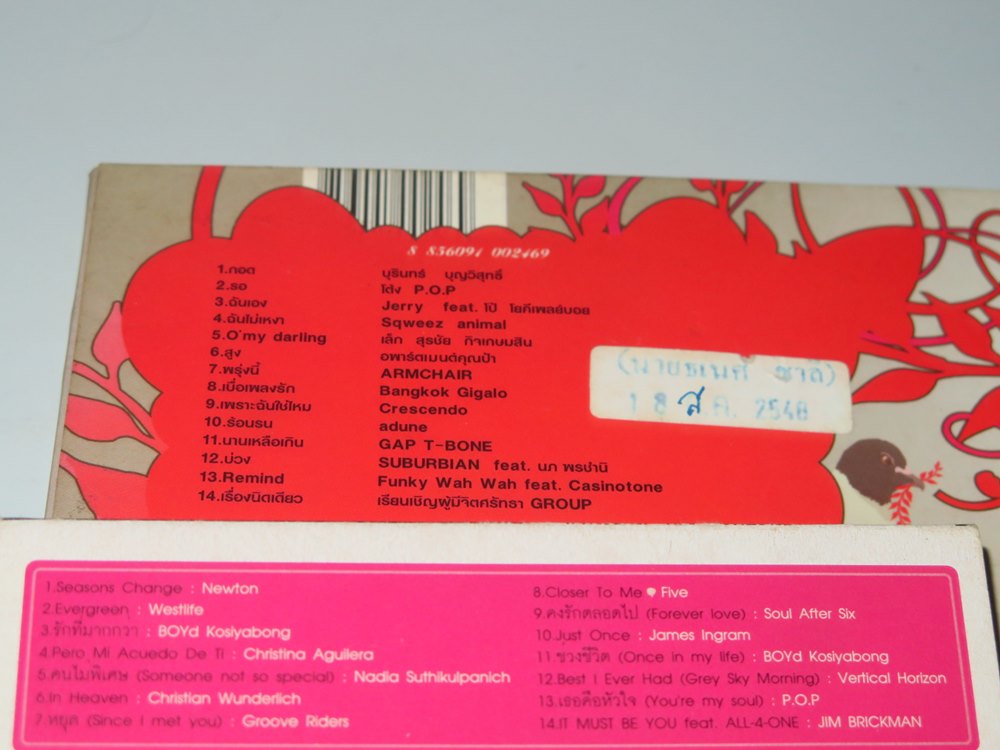 8 856091 002469
1.กอด บุรินทร์ บุญวิสุทธิ์
2.รอ โต้ง P.O.P
3.ฉันเอง Jerry feat. โป้ โยคีเพลย์บอย
4.ฉันไม่เหงา Sqweez animal
5.O'my darling เล็ก สุรชัย กิจเกษมสิน
6.สูง อพาร์ตเมนต์คุณป้า
7.พรุ่งนี้ ARMCHAIR
8.เบื่อเพลงรัก Bangkok Gigalo
9.เพราะฉันใช่ไหม Crescendo
10.ร้อนรน adune
11.นานเหลือเกิน GAP T-BONE
12.บ่วง SUBURBIAN feat. นภ พรชำนิ
13.Remind Funky Wah Wah feat. Casinotone
14.เรื่องนิดเดียว เรียนเชิญผู้มีจิตศรัทรา GROUP
(นายธเนศ ชาลี)
1 8 ส.ค. 2548
1.Seasons Change : Newton
2.Evergreen : Westlife
3.รักที่มากกว่า : BOYd Kosiyabong
4.Pero Mi Acuedo De Ti : Christina Aguilera
5.คนไม่พิเศษ (Someone not so special) : Nadia Suthikulpanich
6.In Heaven : Christian Wunderlich
7.หยุด (Since I met you) : Groove Riders
8.Closer To Me Five
9.คงรักตลอดไป (Forever love) : Soul After Six
10.Just Once : James Ingram
11.ช่วงชีวิต (Once in my life) : BOYd Kosiyabong
12.Best I Ever Had (Grey Sky Morning) : Vertical Horizon
13.เธอคือหัวใจ (You're my soul) : P.O.P
14.IT MUST BE YOU feat. ALL-4-ONE : JIM BRICKMAN